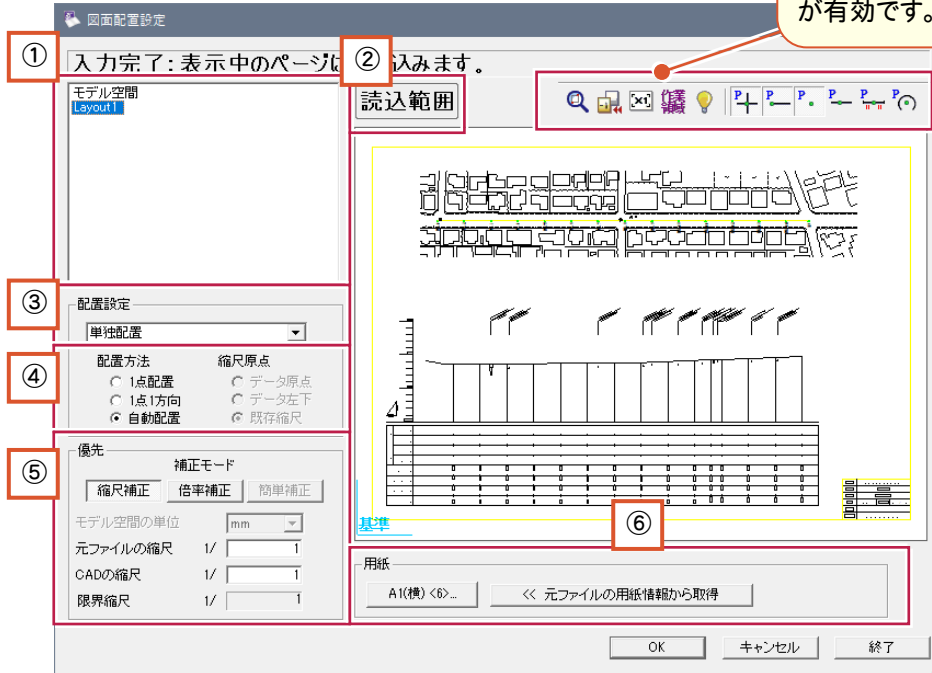 が有効です。
図面配置設定
①
入力完了:表示中のページに
②
込みます。
モデル空間
Layout1
読込範囲
[×1]
作業
領域
P P P P P P
③
配置設定
単独配置
④
配置方法
縮尺原点
1点配置
データ原点
1点1方向
データ左下
自動配置
既存縮尺
⑤
優先
補正モード
縮尺補正
倍率補正
簡単補正
モデル空間の単位 mm
元ファイルの縮尺 1/ 1
CADの縮尺 1/ 1
限界縮尺 1/ 1
基準
⑥
用紙
A1(横) <6>...
<< 元ファイルの用紙情報から取得
OK
キャンセル
終了